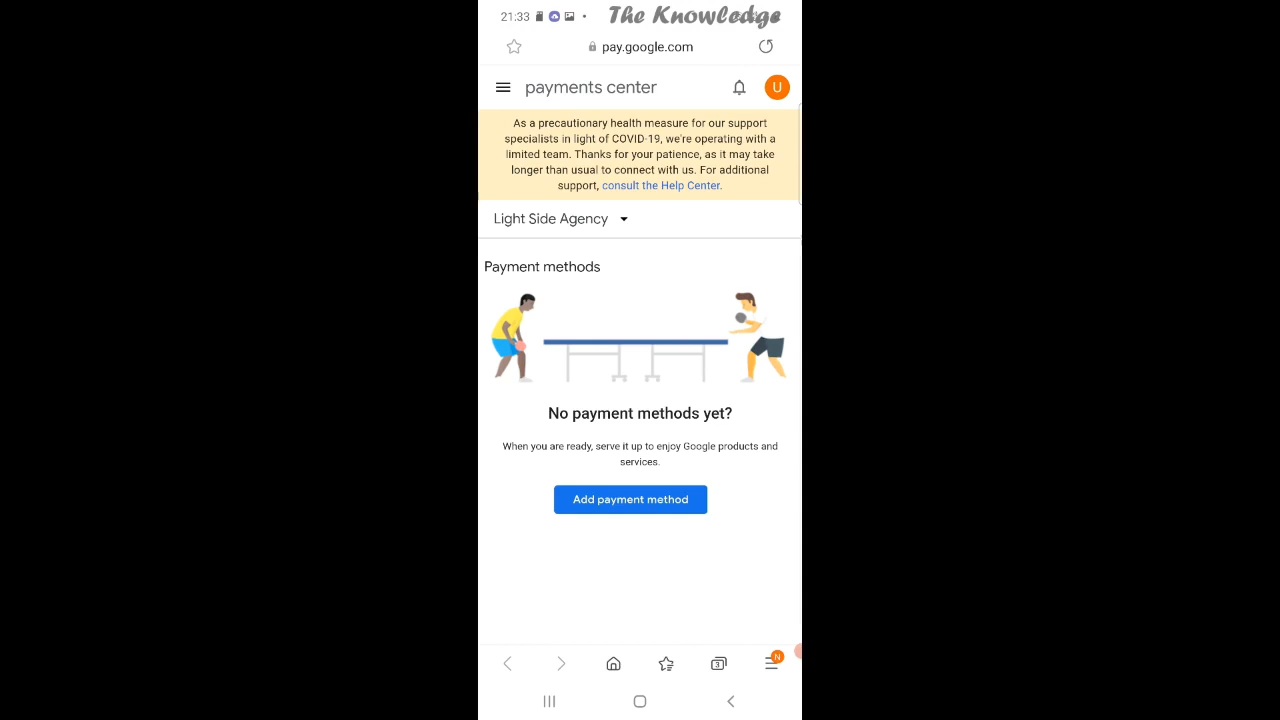 21:33
The Knowledge
pay.google.com
payments center
U
As a precautionary health measure for our support
specialists in light of COVID-19, we're operating with a
limited team. Thanks for your patience, as it may take
longer than usual to connect with us. For additional
support, consult the Help Center.
Light Side Agency
Payment methods
No payment methods yet?
When you are ready, serve it up to enjoy Google products and
services.
Add payment method
3
N